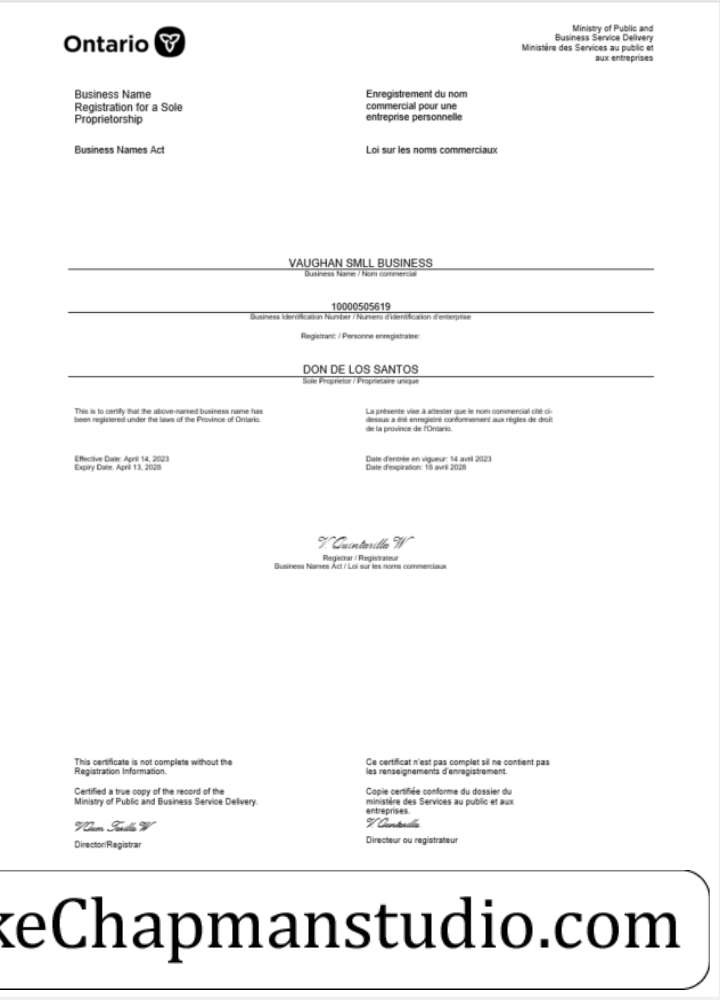 Ontario
Ministry of Public and
Business Service Delivery
Ministère des Services au public et
aux entreprises
Business Name
Registration for a Sole
Proprietorship
Enregistrement du nom
commercial pour une
entreprise personnelle
Business Names Act
Loi sur les noms commerciaux
VAUGHAN SMLL BUSINESS
Business Name / Nom commercial
10000505619
Business Identification Number / Numero d'identification d'enterprise
Registrant: / Personne enregistratee:
DON DE LOS SANTOS
Sole Proprietor / Proprietaire unique
This is to certify that the above-named business name has
been registered under the laws of the Province of Ontario.
La présente vise à attester que le nom commercial cité ci-
dessus a été enregistré conformement aux règles de droit
de la province de l'Ontario.
Effective Date: April 14, 2023
Expiry Date. April 13, 2028
Date d'entrée en vigueur: 14 avril 2023
Date d'expiration: 16 avril 2028
Registrar / Registrateur
Business Names Act / Loi sur les noms commerciaux
This certificate is not complete without the
Registration Information.
Ce certificat n'est pas complet sil ne contient pas
les renseignements d'enregistrement.
Certified a true copy of the record of the
Ministry of Public and Business Service Delivery.
Copie certifiée conforme du dossier du
ministère des Services au public et aux
entreprises.
Director/Registrar
Directeur ou registrateur
keChapmanstudio.com